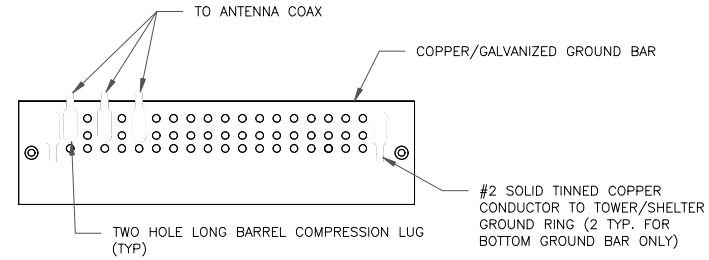 TO ANTENNA COAX
COPPER/GALVANIZED GROUND BAR
#2 SOLID TINNED COPPER
CONDUCTOR TO TOWER/SHELTER
GROUND RING (2 TYP. FOR
BOTTOM GROUND BAR ONLY)
TWO HOLE LONG BARREL COMPRESSION LUG
(TYP)